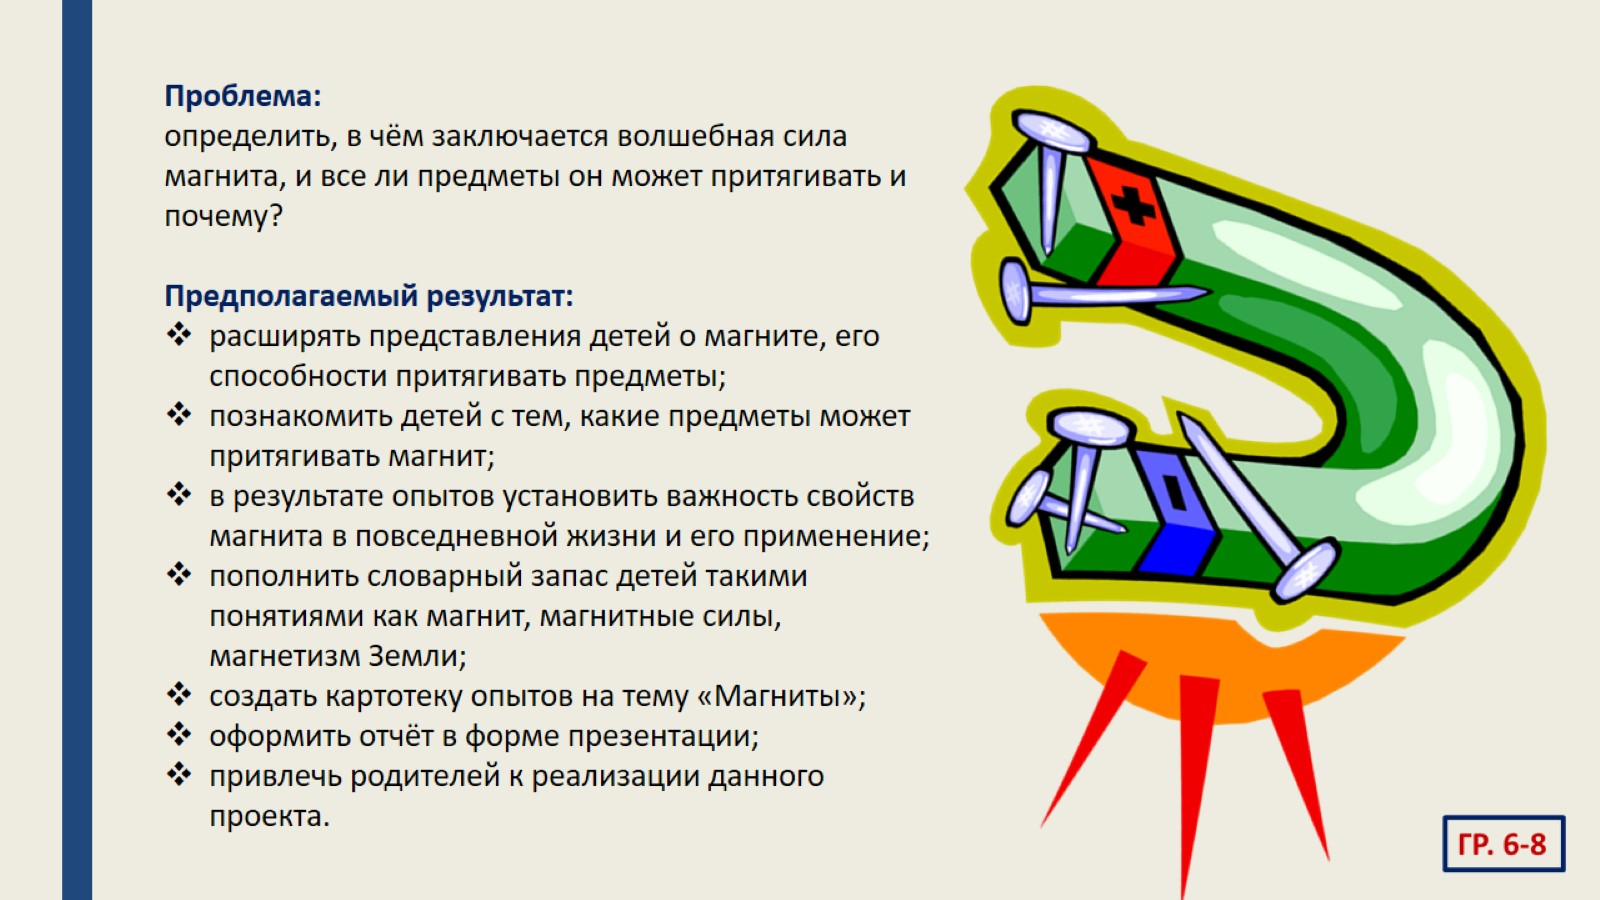 Проблема:
определить, в чём заключается волшебная сила
магнита, и все ли предметы он может притягивать и
почему?
Предполагаемый результат:
❖ расширять представления детей о магните, его
способности притягивать предметы;
❖ познакомить детей с тем, какие предметы может
притягивать магнит;
❖ в результате опытов установить важность свойств
магнита в повседневной жизни и его применение;
❖ пополнить словарный запас детей такими
понятиями как магнит, магнитные силы,
магнетизм Земли;
❖ создать картотеку опытов на тему «Магниты»;
❖ оформить отчёт в форме презентации;
❖ привлечь родителей к реализации данного
проекта.
ГР. 6-8